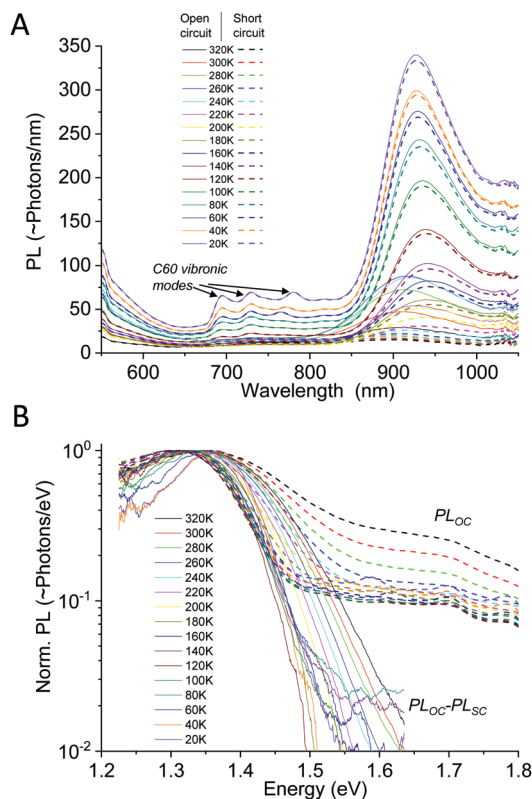 A
Open Short
circuit circuit
320K
300K
280K
260K
240K
220K
200K
180K
160K
140K
120K
100K
80K
60K
40K
20K
C60 vibronic
modes
PL (~Photons/nm)
350
300
250
200
150
100
50
0
600 700 800 900 1000
Wavelength (nm)
B
Norm. PL (~Photons/eV)
10⁰
10⁻¹
10⁻²
320K
300K
280K
260K
240K
220K
200K
180K
160K
140K
120K
100K
80K
60K
40K
20K
PLOC
PLOC-PLSC
1.2 1.3 1.4 1.5 1.6 1.7 1.8
Energy (eV)